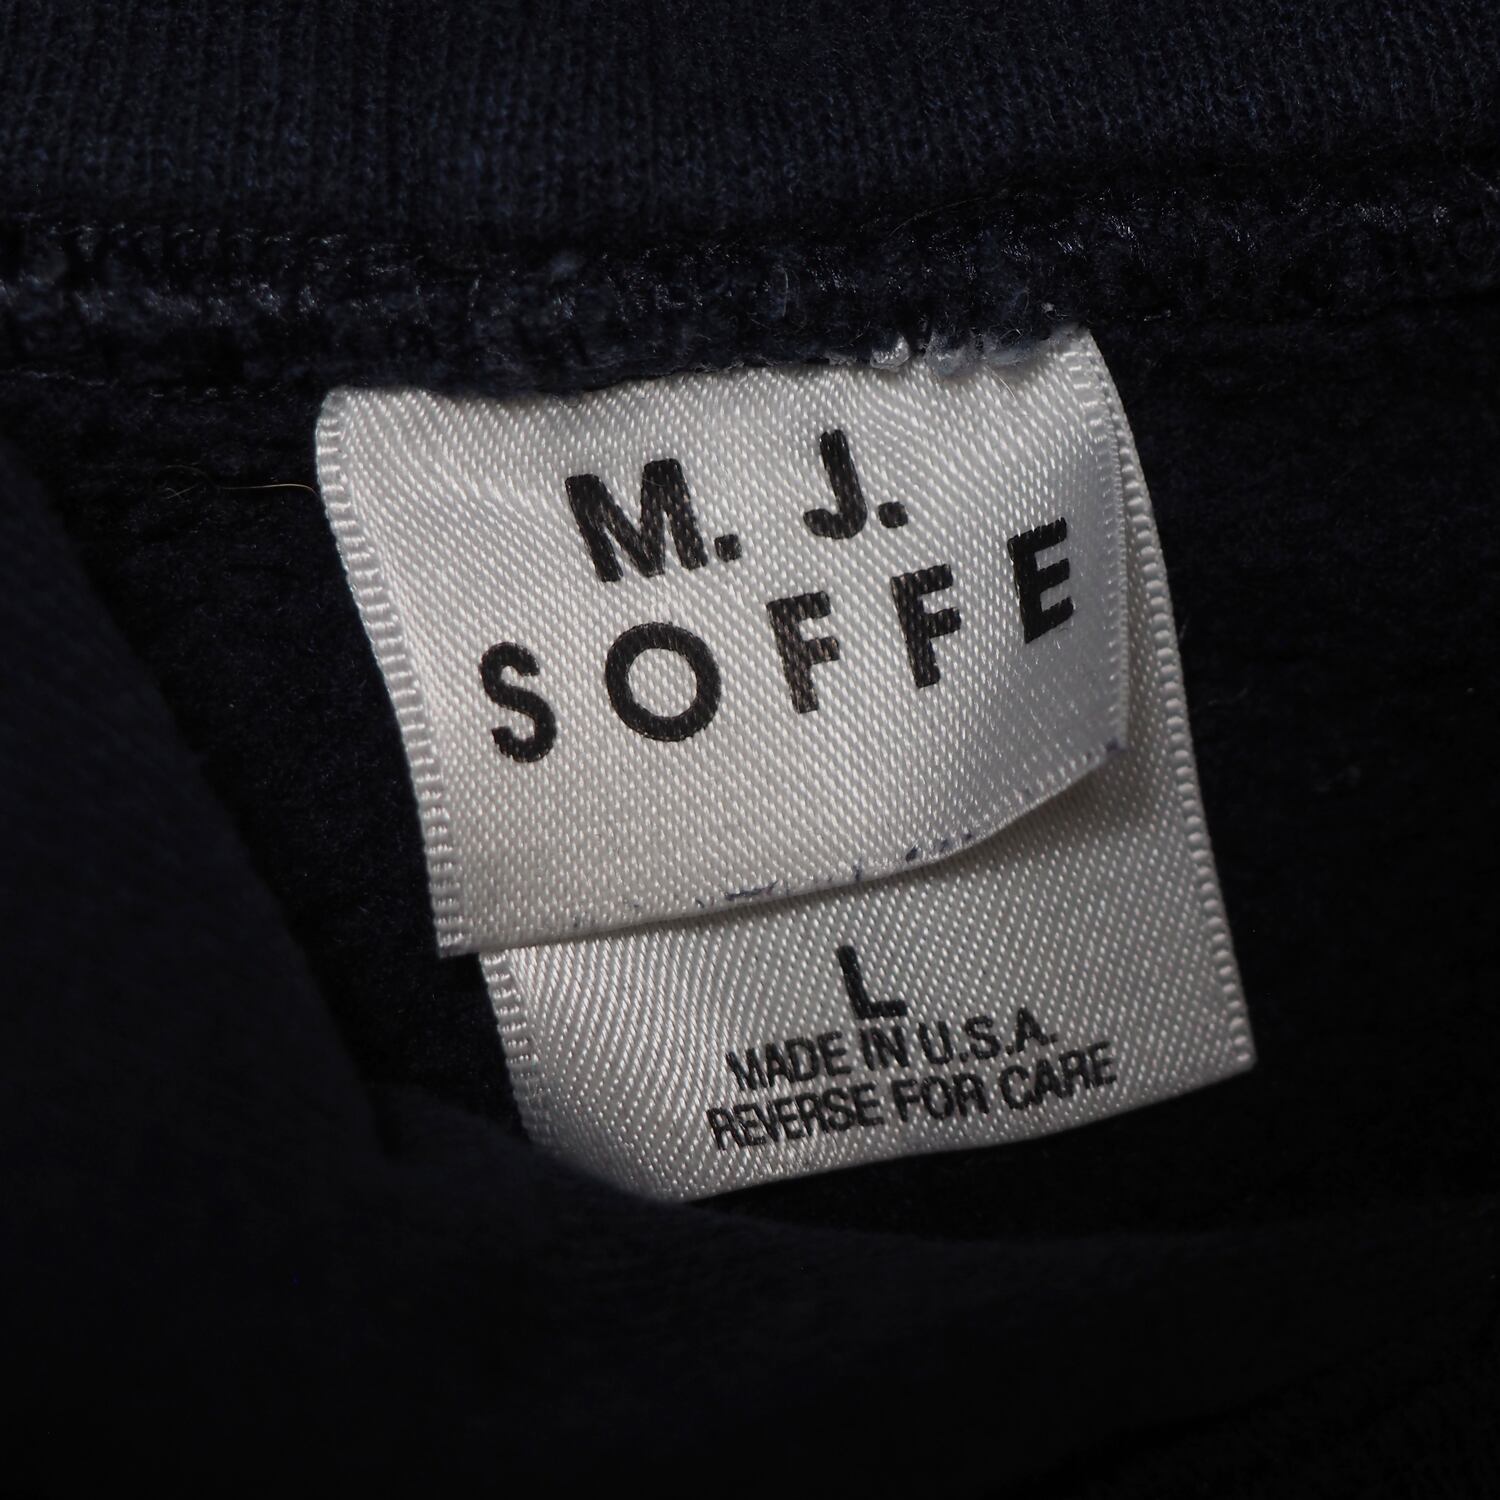 M. J.
SOFFE
L
MADE IN U.S.A.
REVERSE FOR CARE